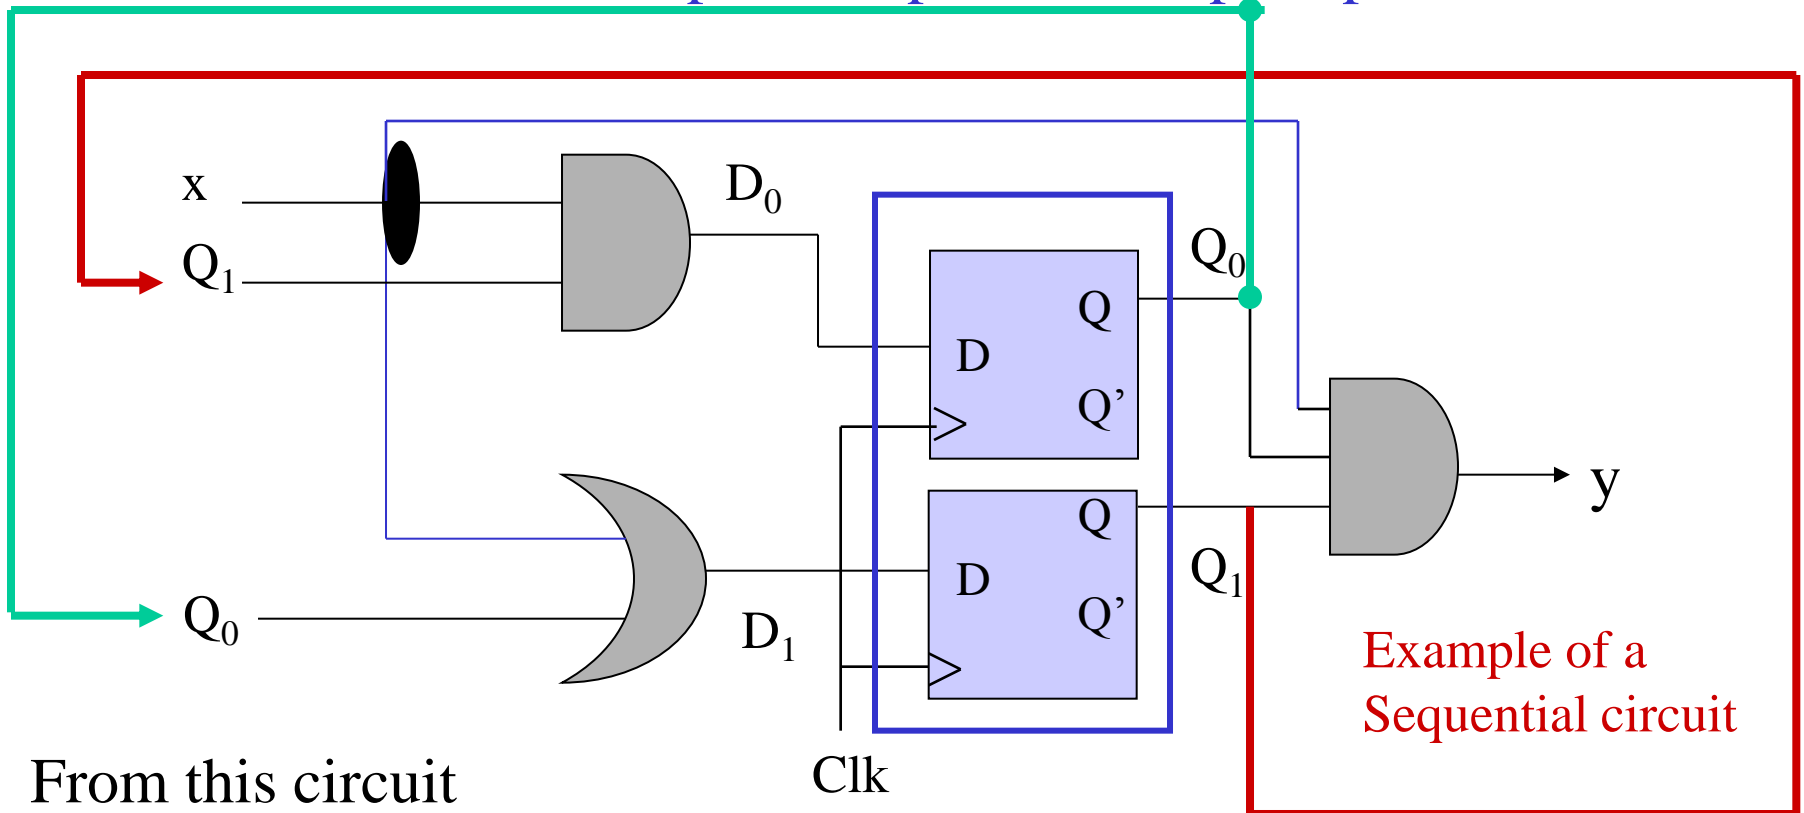 x
D₀
Q₁
Q₀
Q
D
Q’
Q
y
D
Q₁
Q’
Q₀
D₁
Example of a
Sequential circuit
Clk
From this circuit